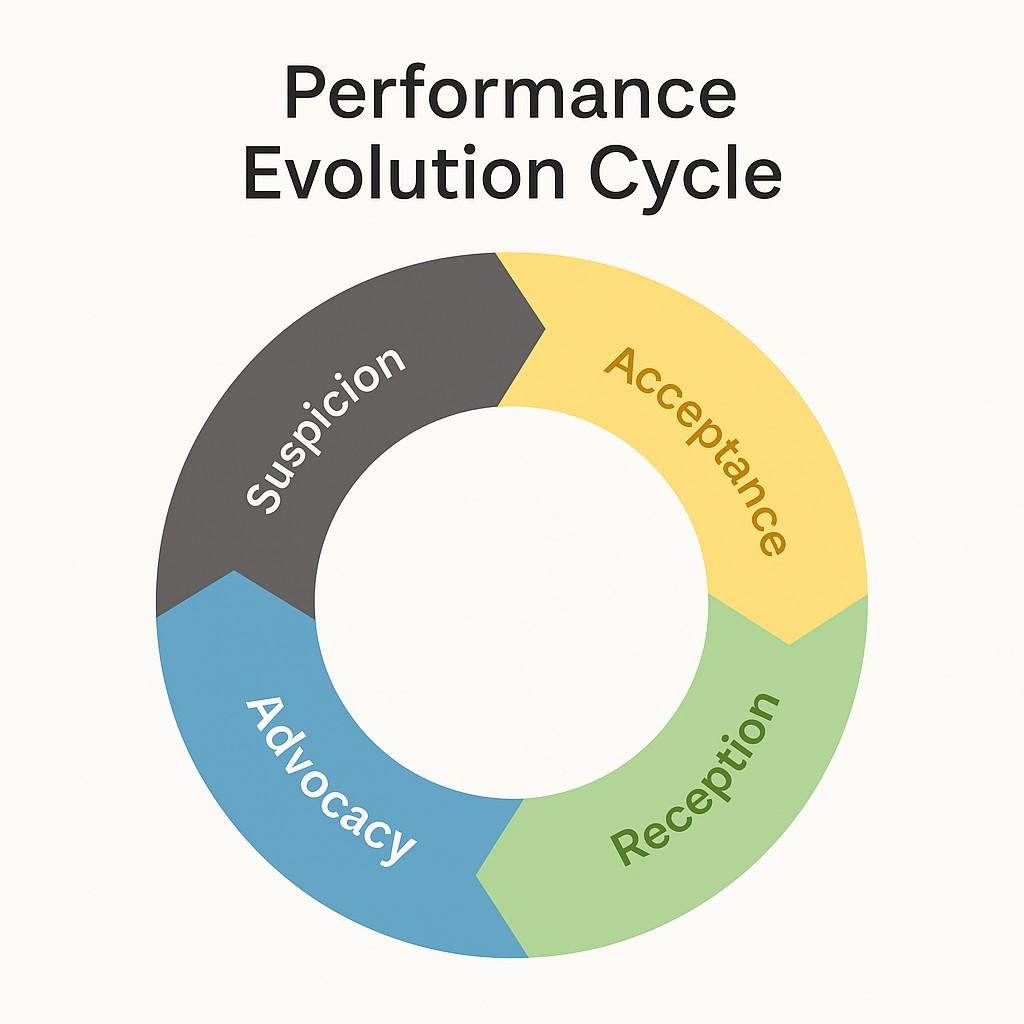 Performance
Evolution Cycle
Suspicion
Acceptance
Reception
Advocacy